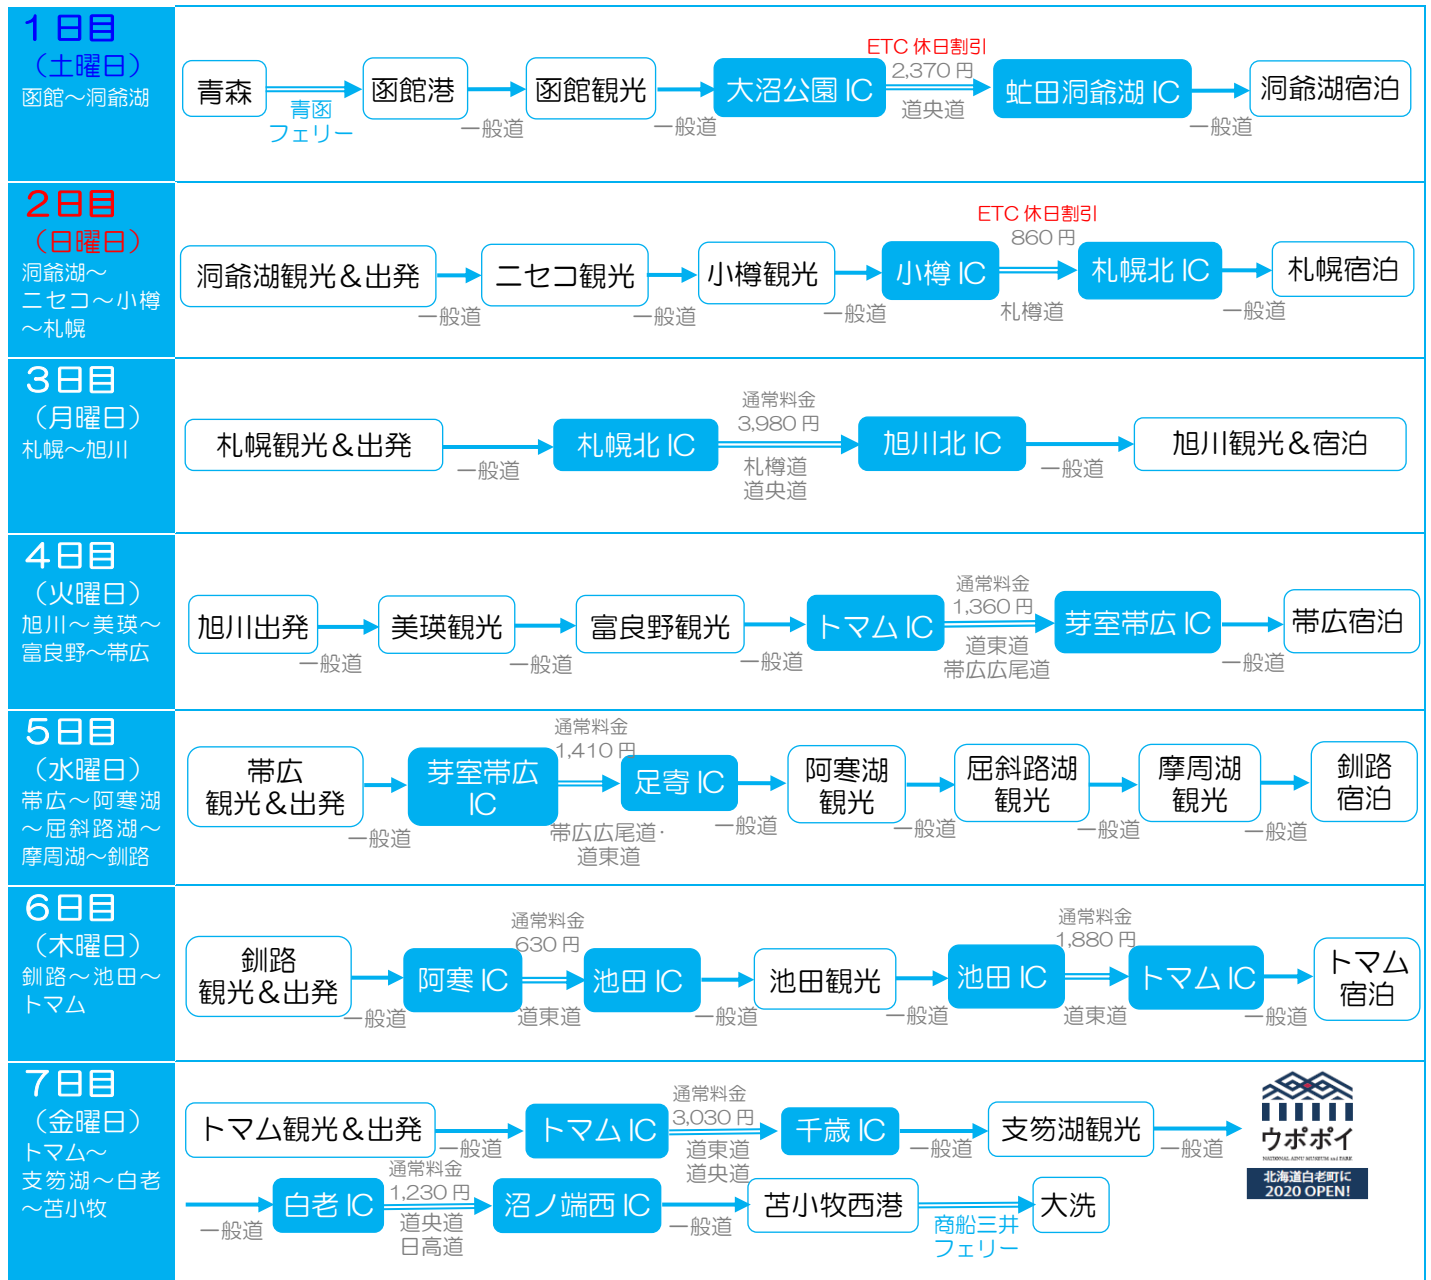 1日目
（土曜日）
函館～洞爺湖
青森
青函
フェリー
函館港
一般道
函館観光
一般道
大沼公園 IC
ETC 休日割引
2,370 円
道央道
虻田洞爺湖 IC
一般道
洞爺湖宿泊
2日目
（日曜日）
洞爺湖～
ニセコ～小樽
～札幌
洞爺湖観光＆出発
一般道
ニセコ観光
一般道
小樽観光
一般道
小樽 IC
ETC 休日割引
860 円
札樽道
札幌北 IC
一般道
札幌宿泊
3日目
（月曜日）
札幌～旭川
札幌観光＆出発
一般道
札幌北 IC
通常料金
3,980 円
札樽道
道央道
旭川北 IC
一般道
旭川観光＆宿泊
4日目
（火曜日）
旭川～美瑛～
富良野～帯広
旭川出発
一般道
美瑛観光
一般道
富良野観光
一般道
トマム IC
通常料金
1,360 円
道東道
帯広広尾道
芽室帯広 IC
一般道
帯広宿泊
5日目
（水曜日）
帯広～阿寒湖
～屈斜路湖～
摩周湖～釧路
帯広
観光＆出発
一般道
芽室帯広
IC
通常料金
1,410 円
帯広広尾道・
道東道
足寄 IC
一般道
阿寒湖
観光
一般道
屈斜路湖
観光
一般道
摩周湖
観光
一般道
釧路
宿泊
6日目
（木曜日）
釧路～池田～
トマム
釧路
観光＆出発
一般道
阿寒 IC
通常料金
630 円
道東道
池田 IC
一般道
池田観光
一般道
池田 IC
通常料金
1,880 円
道東道
トマム IC
一般道
トマム
宿泊
7日目
（金曜日）
トマム～
支笏湖～白老
～苫小牧
トマム観光＆出発
一般道
トマム IC
通常料金
3,030 円
道東道
道央道
千歳 IC
一般道
支笏湖観光
一般道
ウポポイ
NATIONAL AINU MUSEUM and PARK
北海道白老町に
2020 OPEN!
一般道
白老 IC
通常料金
1,230 円
道央道
日高道
沼ノ端西 IC
一般道
苫小牧西港
商船三井
フェリー
大洗